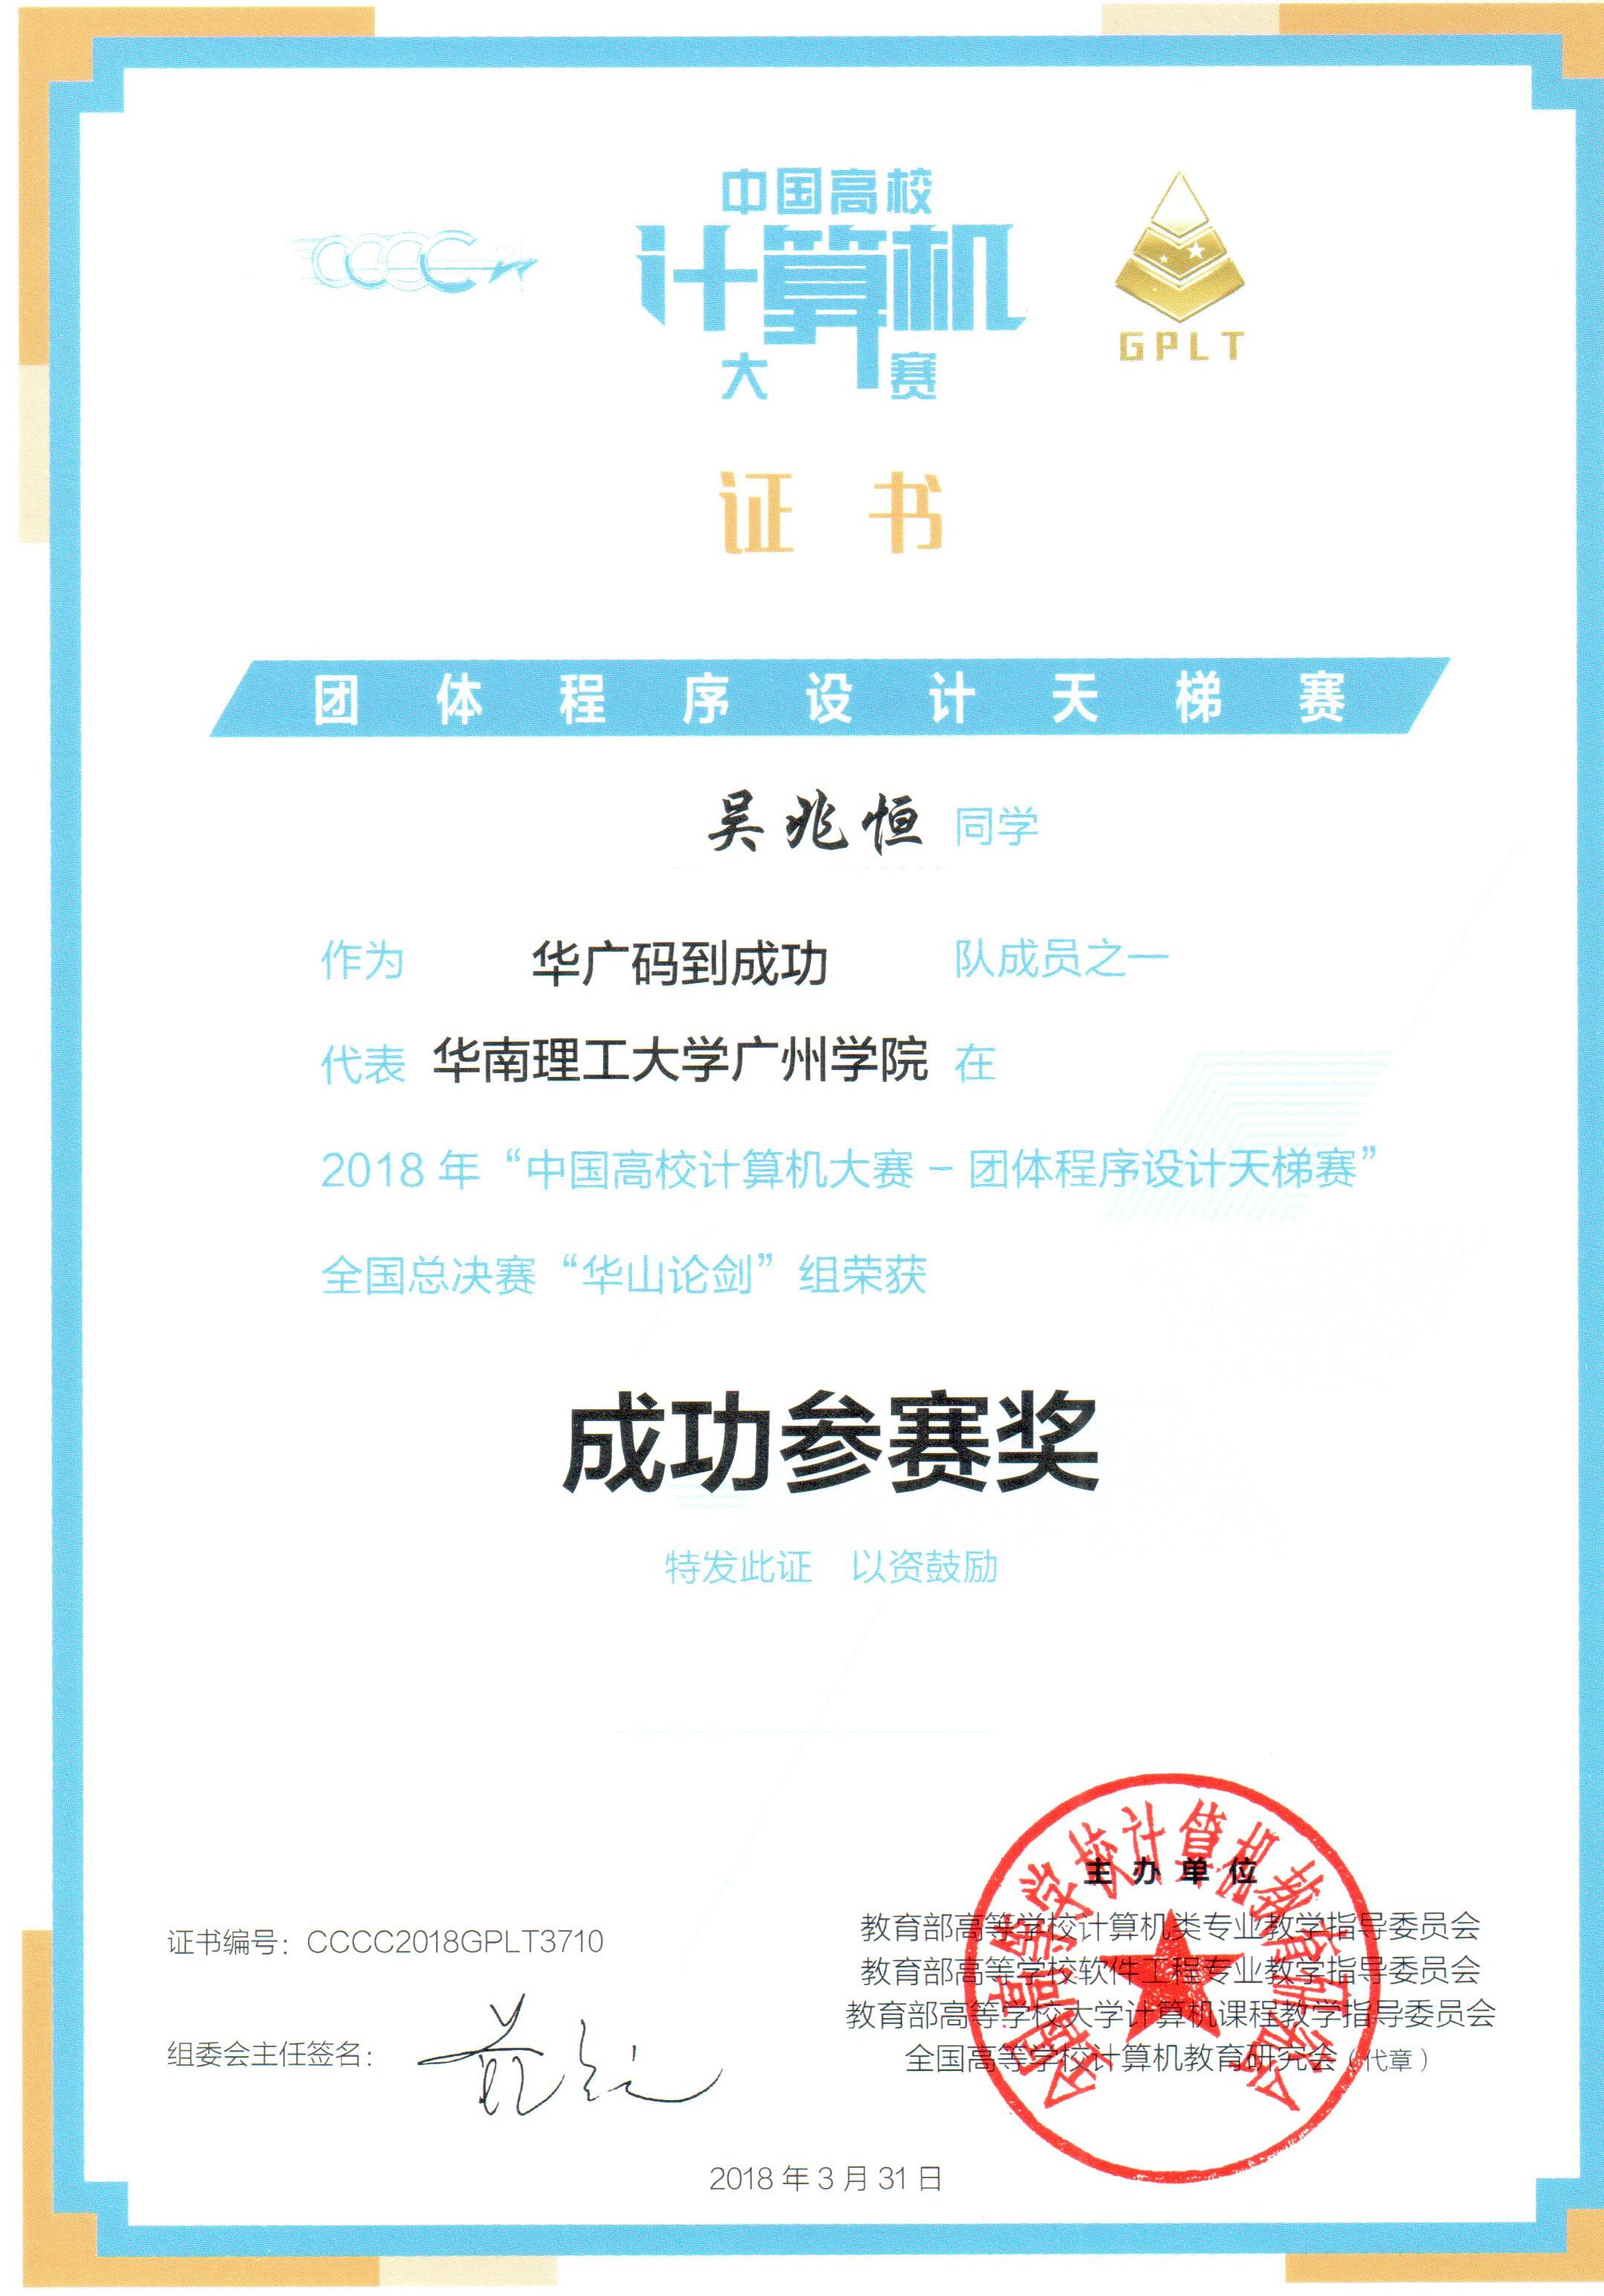 中国高校
计算机
大赛
CCCC
GPLT
证书
团体程序设计天梯赛
吴兆恒 同学
作为 华广码到成功 队成员之一
代表 华南理工大学广州学院 在
2018 年“中国高校计算机大赛 – 团体程序设计天梯赛”
全国总决赛“华山论剑”组荣获
成功参赛奖
特发此证 以资鼓励
主办单位
教育部高等学校计算机类专业教学指导委员会
教育部高等学校软件工程专业教学指导委员会
教育部高等学校大学计算机课程教学指导委员会
全国高等学校计算机教育研究会（代章）
全国高等学校计算机教育研究会
证书编号：CCCC2018GPLT3710
组委会主任签名：
2018 年 3 月 31 日